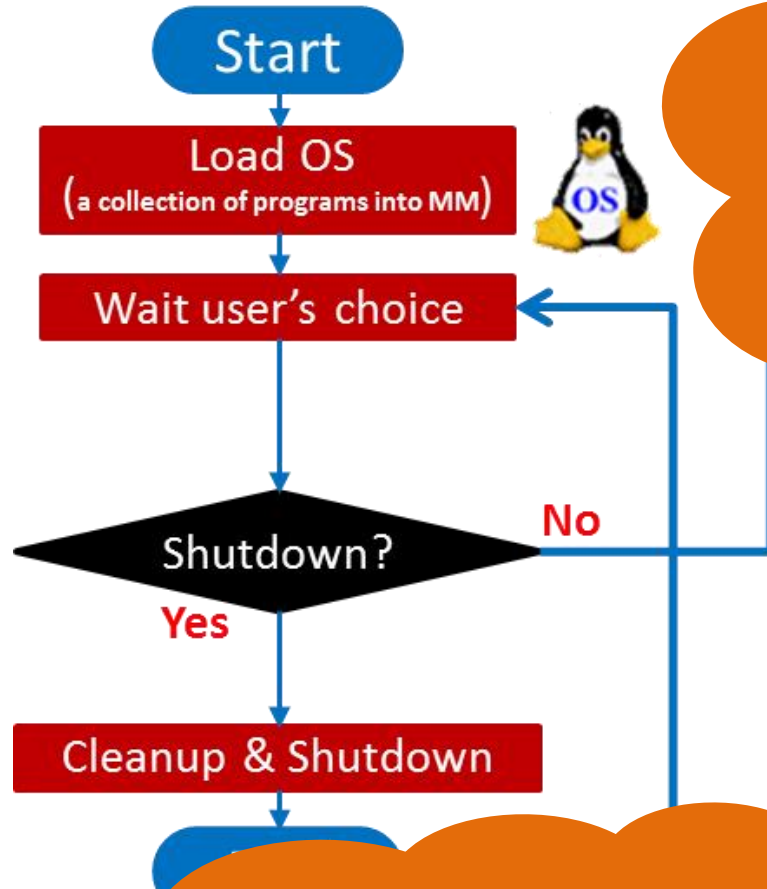 Start
Load OS
(a collection of programs into MM)
OS
Wait user's choice
No
Shutdown?
Yes
Cleanup & Shutdown